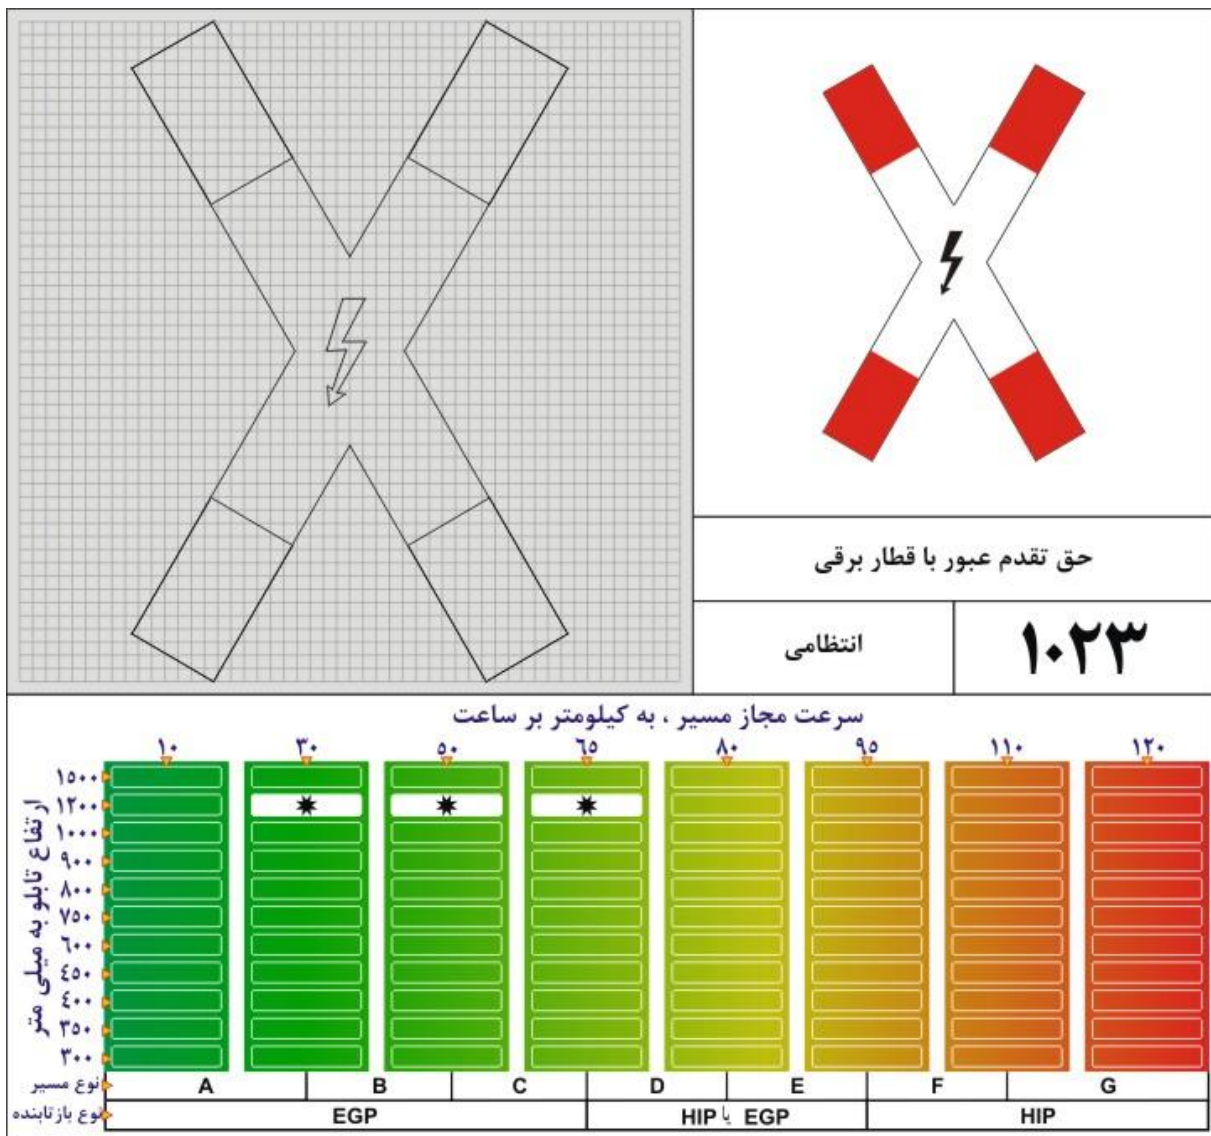 حق تقدم عبور با قطار برقی
انتظامی
۱۰۲۳
سرعت مجاز مسیر ، به کیلومتر بر ساعت
۱۰ ۳۰ ۵۰ ۶۵ ۸۰ ۹۵ ۱۱۰ ۱۲۰
ارتفاع تابلو به میلی متر
۱۵۰۰
۱۲۰۰
۱۰۰۰
۹۰۰
۸۰۰
۷۵۰
۶۰۰
٤۵۰
٤۰۰
۳۵۰
۳۰۰
نوع مسیر A B C D E F G
نوع بازتابنده EGP HIP یا EGP HIP